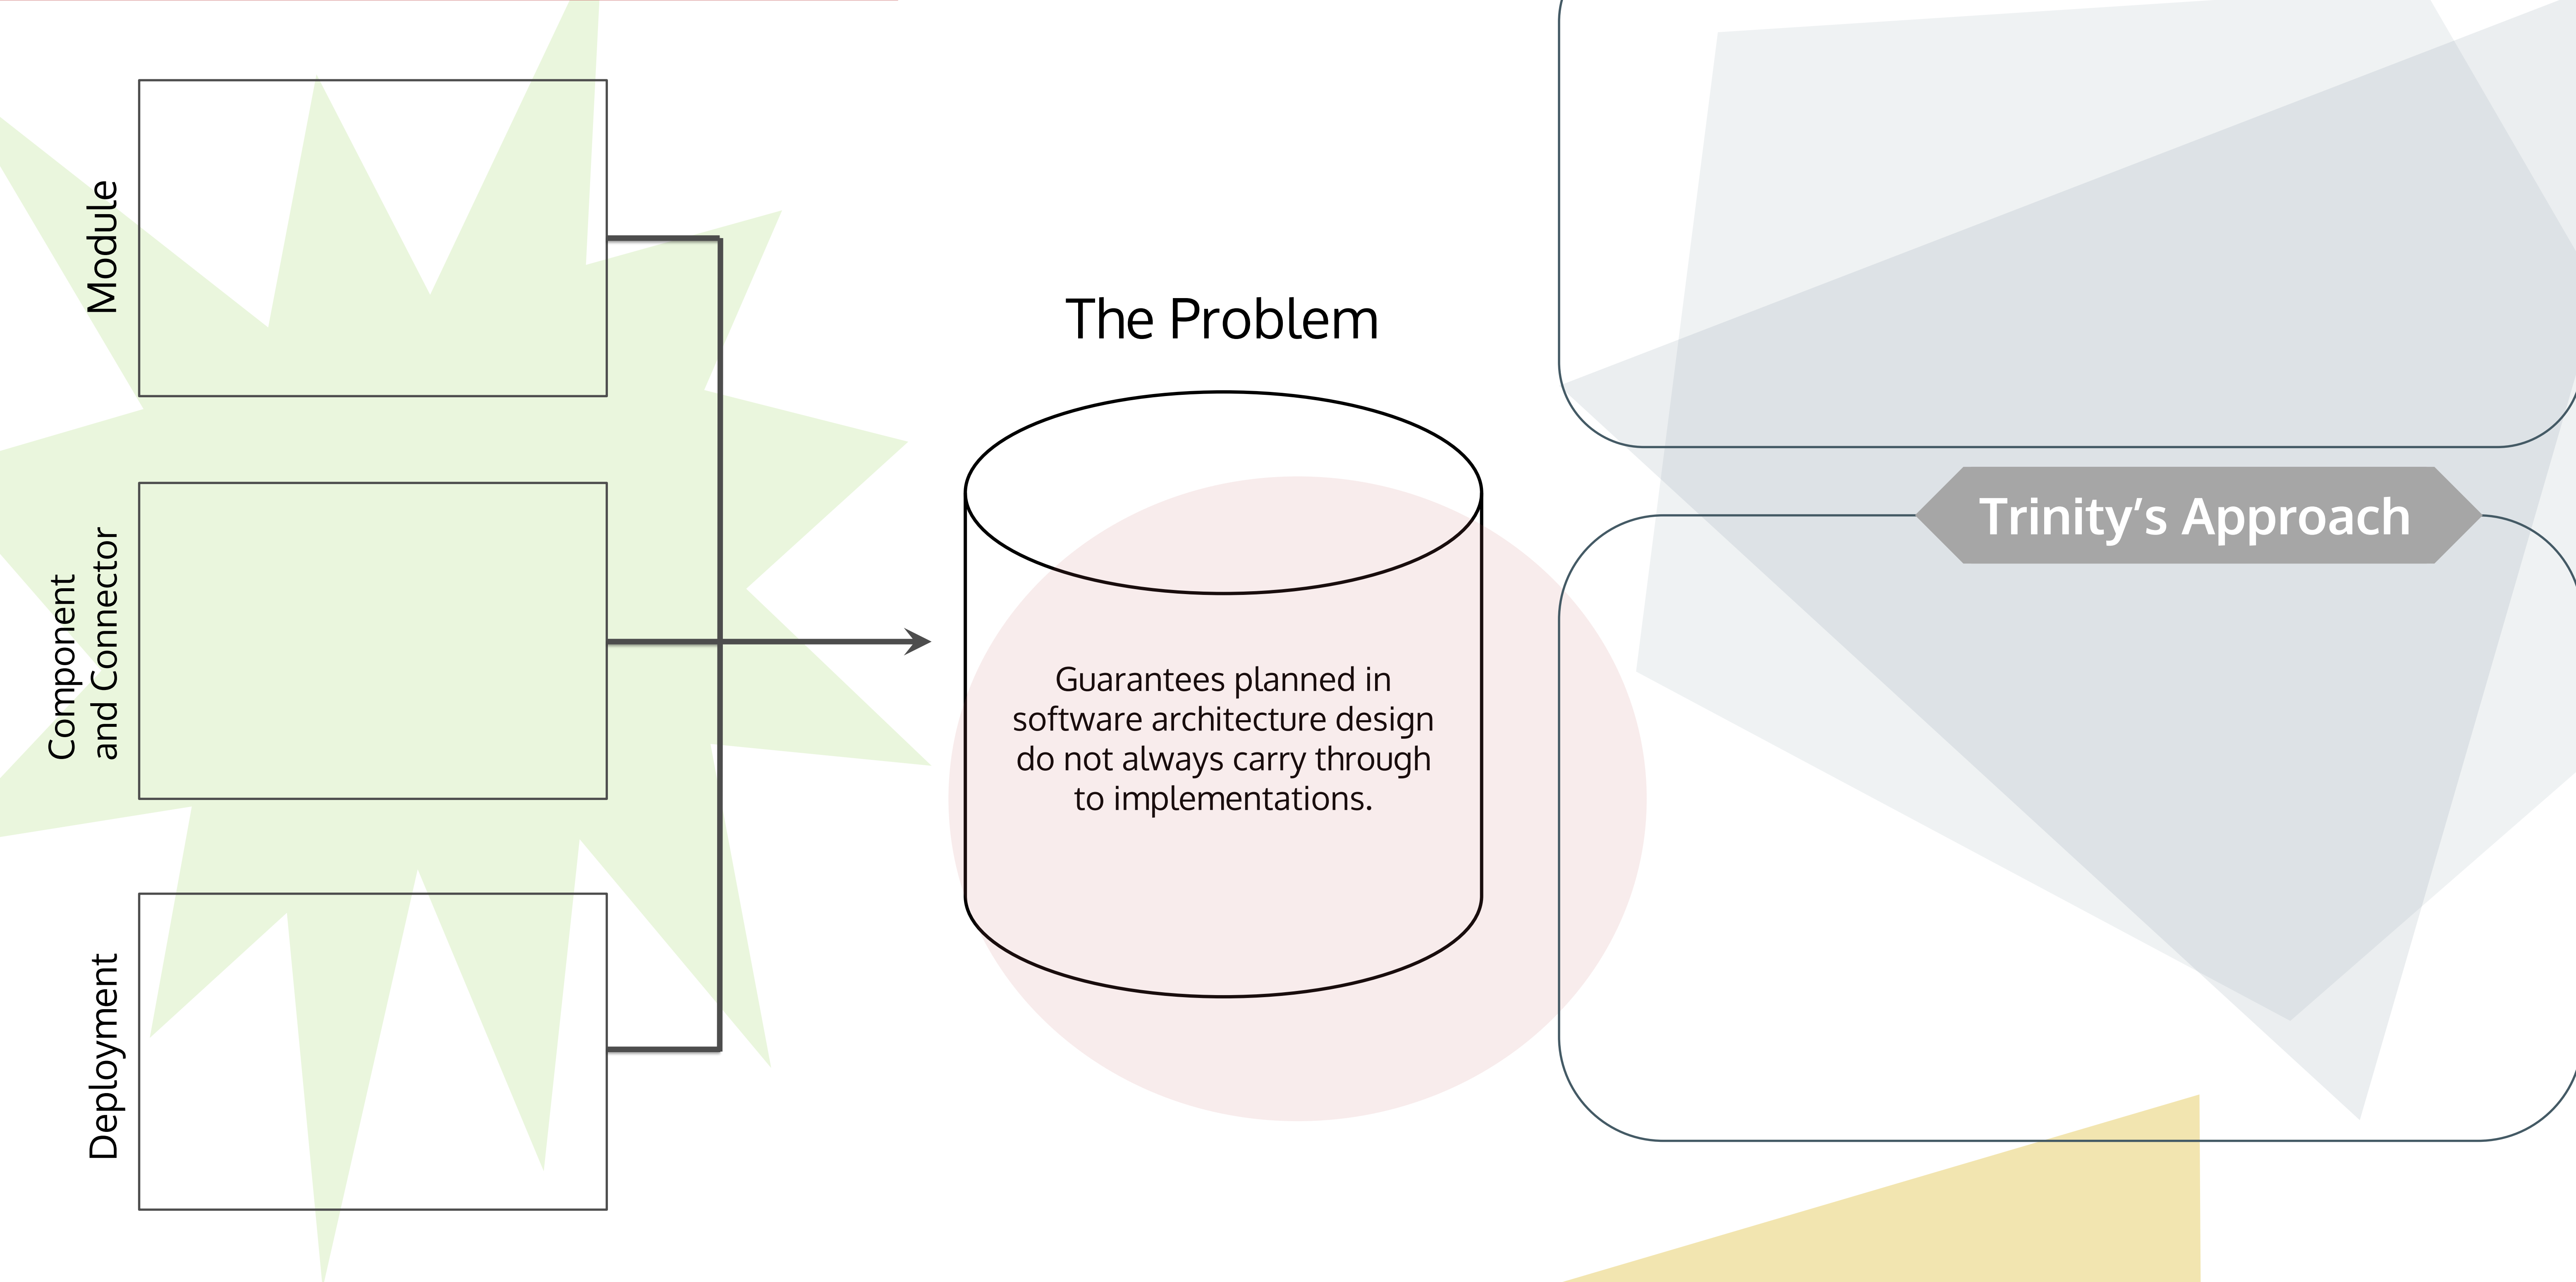 Module
Component
and Connector
Deployment
The Problem
Guarantees planned in
software architecture design
do not always carry through
to implementations.
Trinity’s Approach